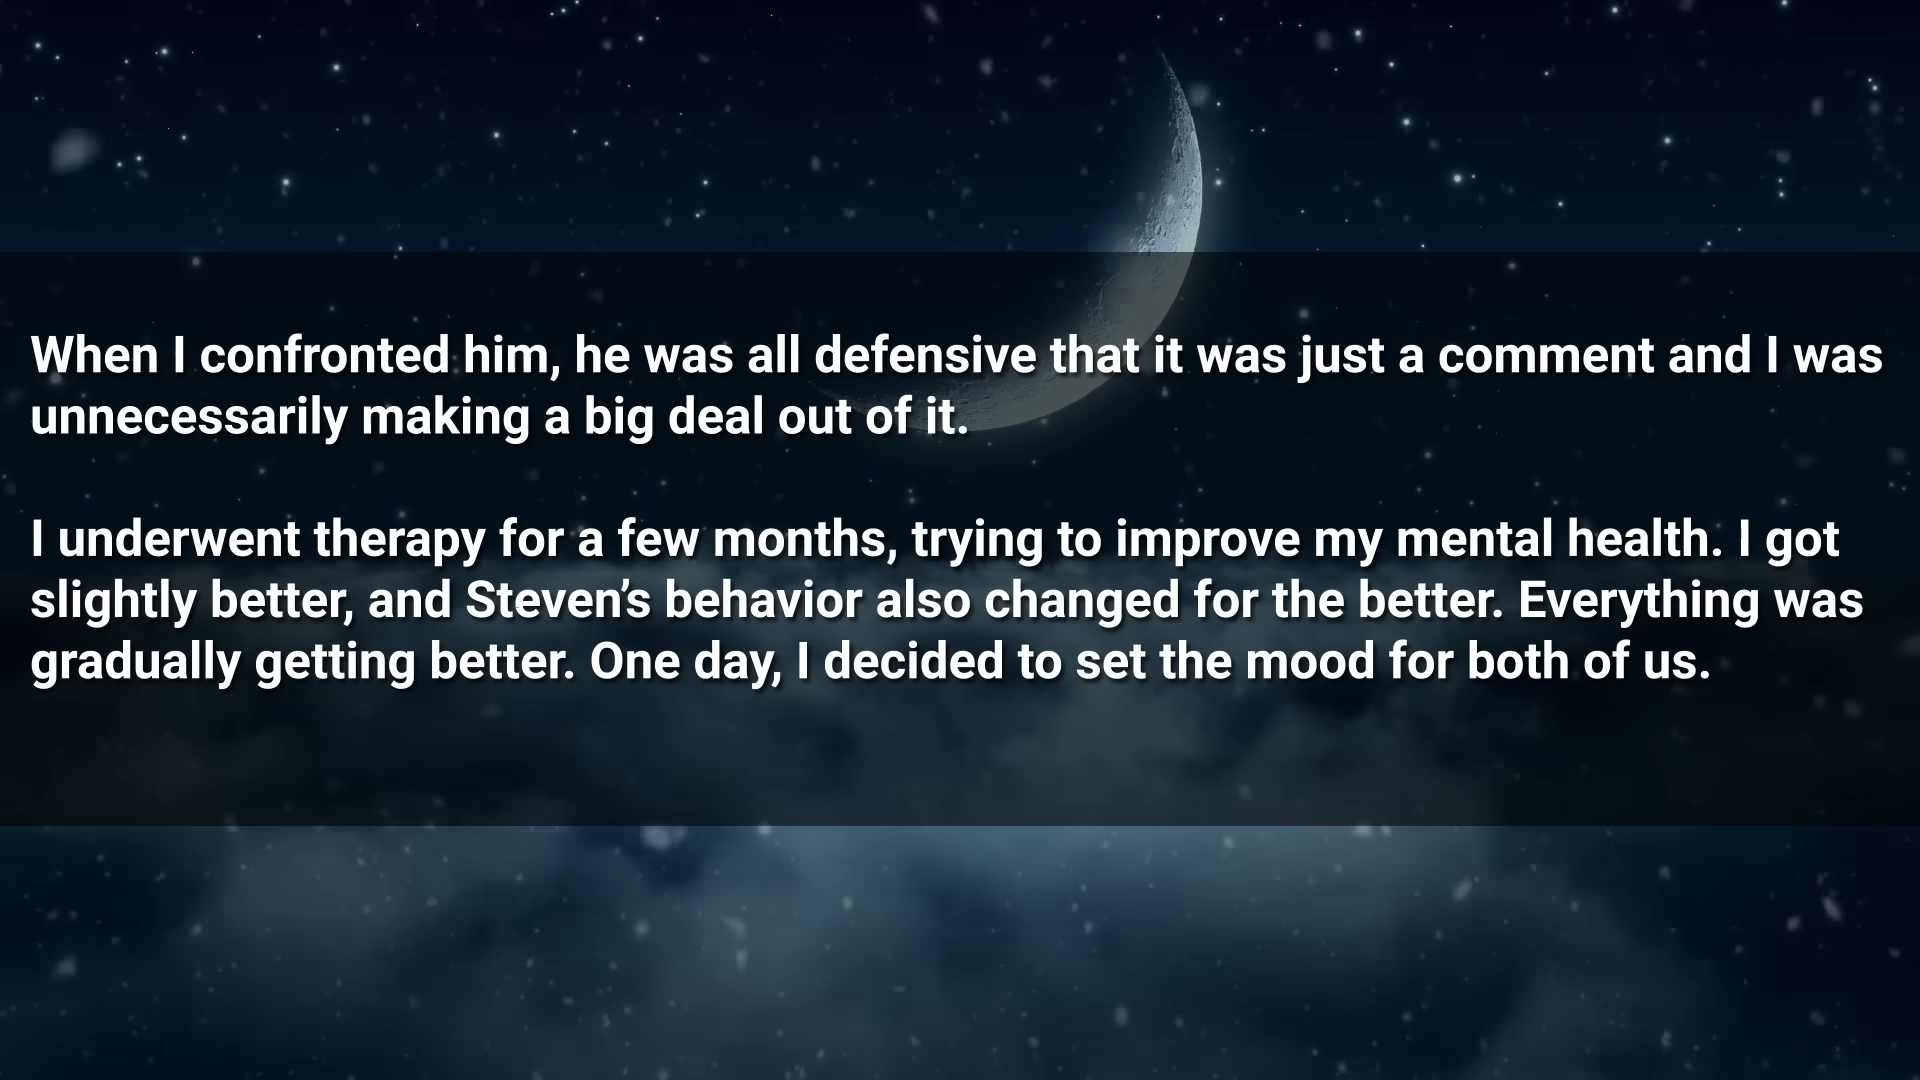 When I confronted him, he was all defensive that it was just a comment and I was
unnecessarily making a big deal out of it.
I underwent therapy for a few months, trying to improve my mental health. I got
slightly better, and Steven’s behavior also changed for the better. Everything was
gradually getting better. One day, I decided to set the mood for both of us.